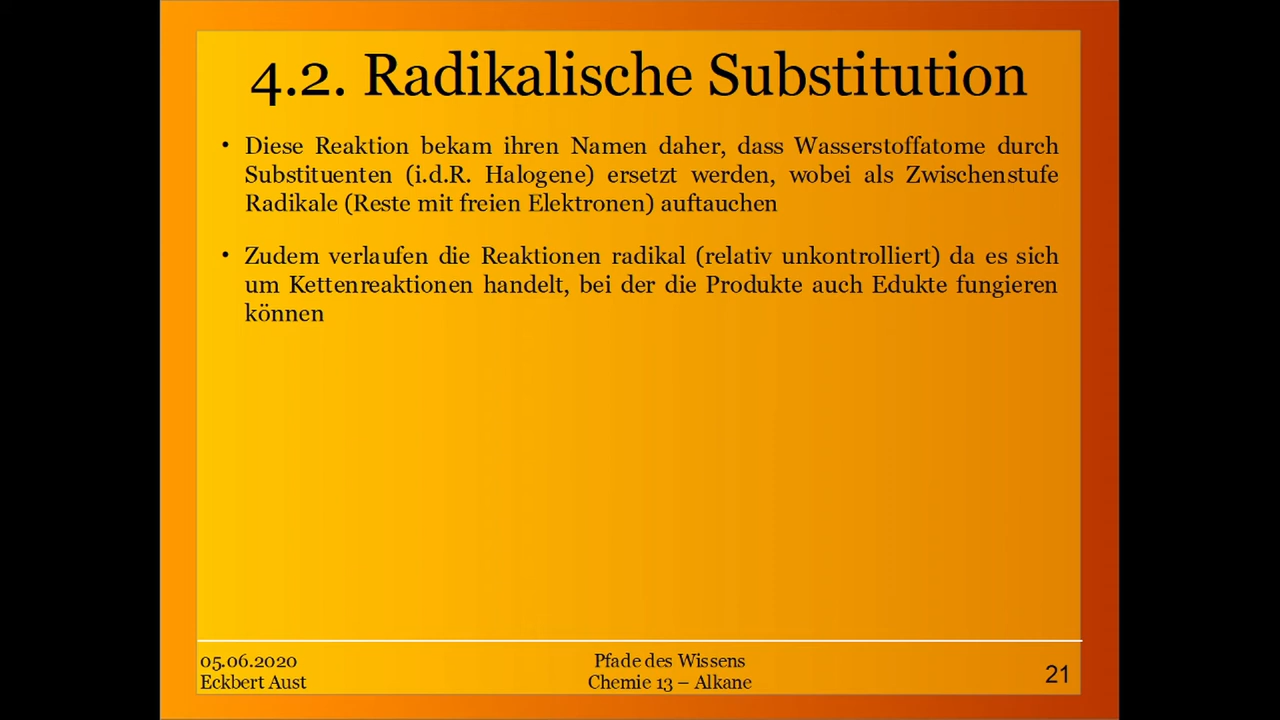 4.2. Radikalische Substitution
• Diese Reaktion bekam ihren Namen daher, dass Wasserstoffatome durch
Substituenten (i.d.R. Halogene) ersetzt werden, wobei als Zwischenstufe
Radikale (Reste mit freien Elektronen) auftauchen
• Zudem verlaufen die Reaktionen radikal (relativ unkontrolliert) da es sich
um Kettenreaktionen handelt, bei der die Produkte auch Edukte fungieren
können
05.06.2020
Eckbert Aust
Pfade des Wissens
Chemie 13 – Alkane
21